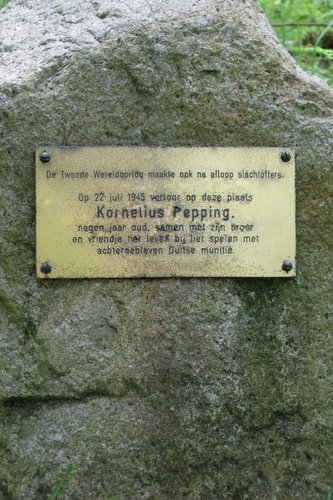 De Tweede Wereldoorlog maakte ook na afloop slachtoffers.
Op 22 juli 1945 verloor op deze plaats
Kornelius Pepping.
negen jaar oud, samen met zijn broer
en vriendje het leven bij het spelen met
achtergebleven Duitse munitie.